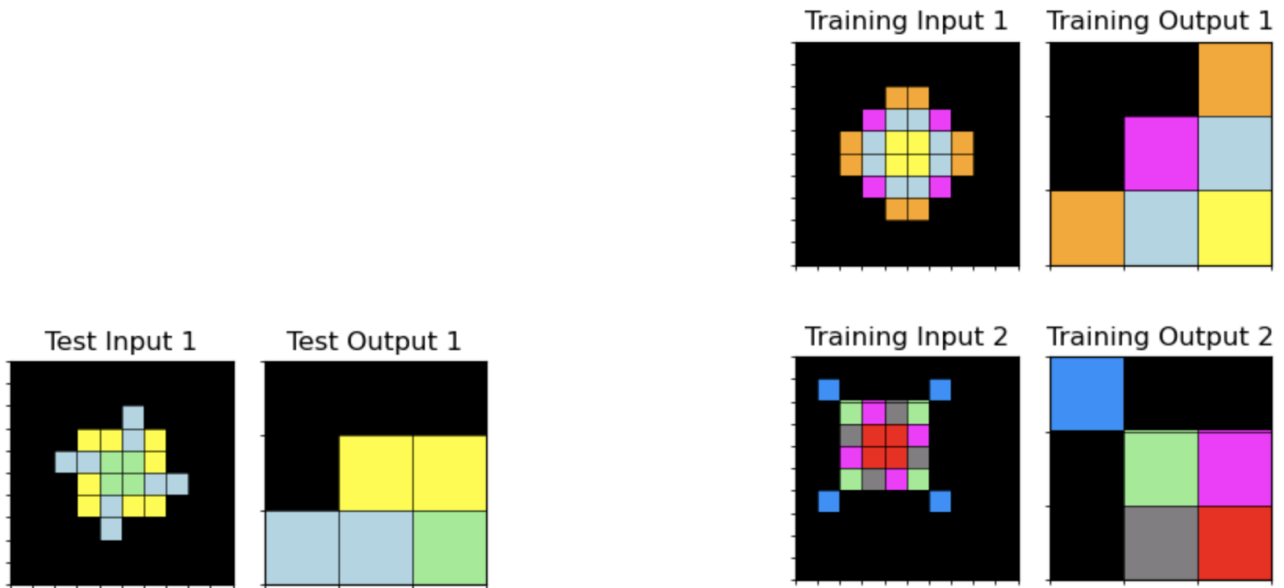 Training Input 1
Training Output 1
Test Input 1
Test Output 1
Training Input 2
Training Output 2